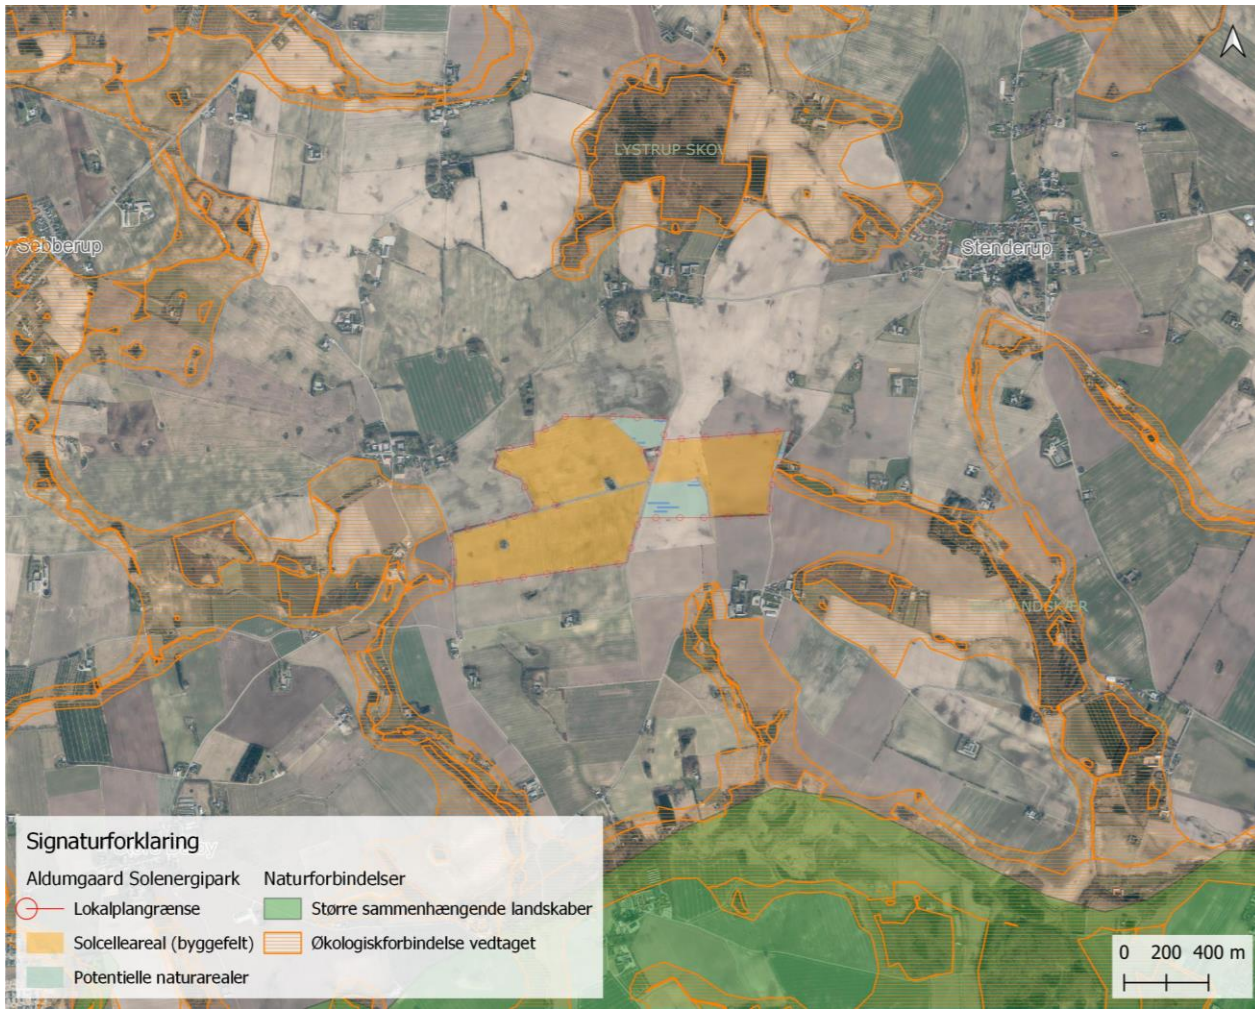 LYSTRUP SKOV
Sebberup
Stenderup
Signaturforklaring
Aldumgaard Solenergipark
Naturforbindelser
Lokalplangrænse
Større sammenhængende landskaber
Solcelleareal (byggefelt)
Økologiskforbindelse vedtaget
Potentielle naturarealer
0 200 400 m